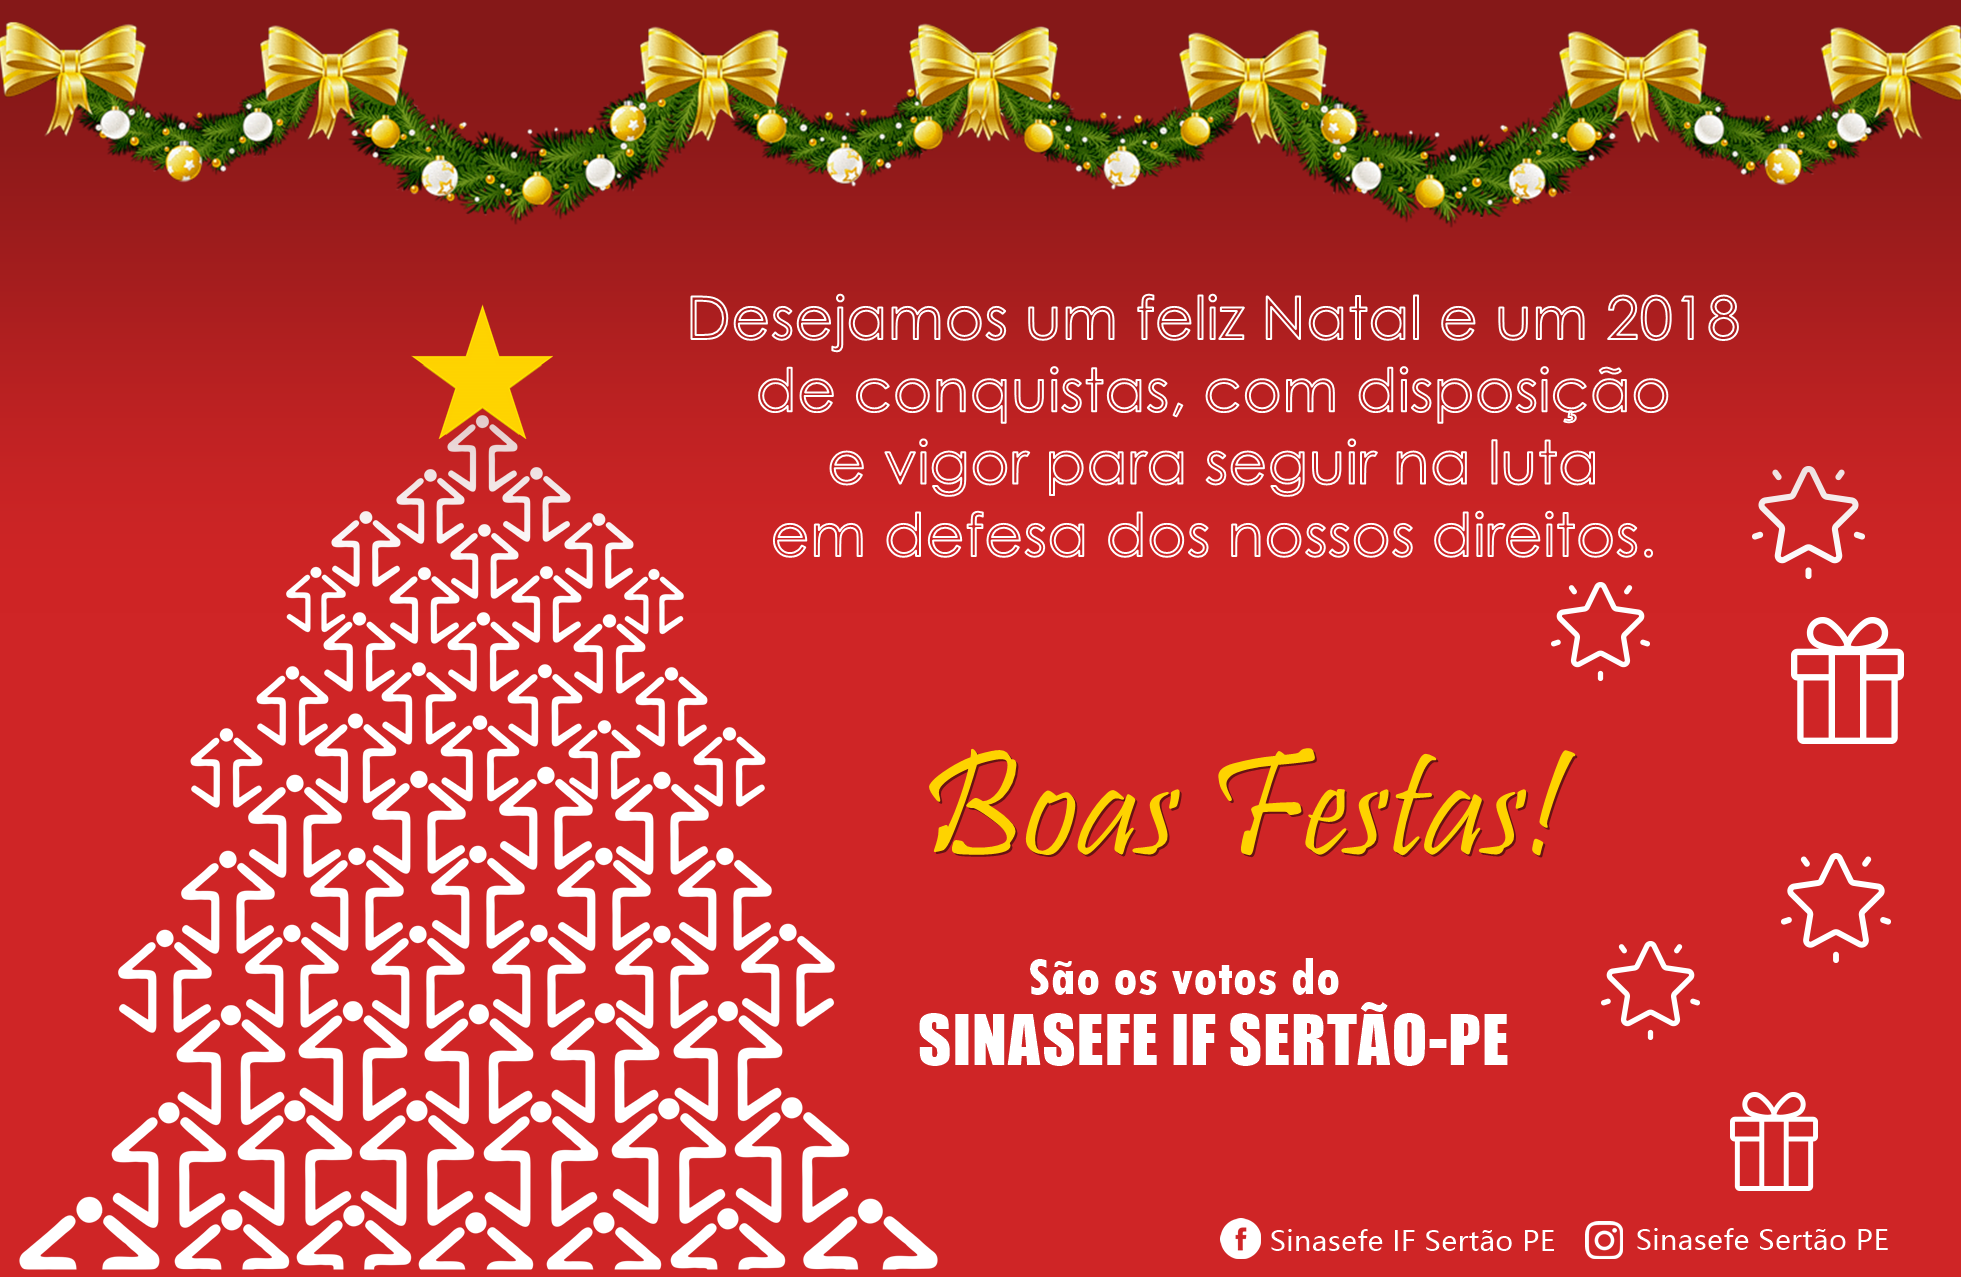 Desejamos um feliz Natal e um 2018
de conquistas, com disposição
e vigor para seguir na luta
em defesa dos nossos direitos.
Boas Festas!
São os votos do
SINASEFE IF SERTÃO-PE
Sinasefe IF Sertão PE
Sinasefe Sertão PE